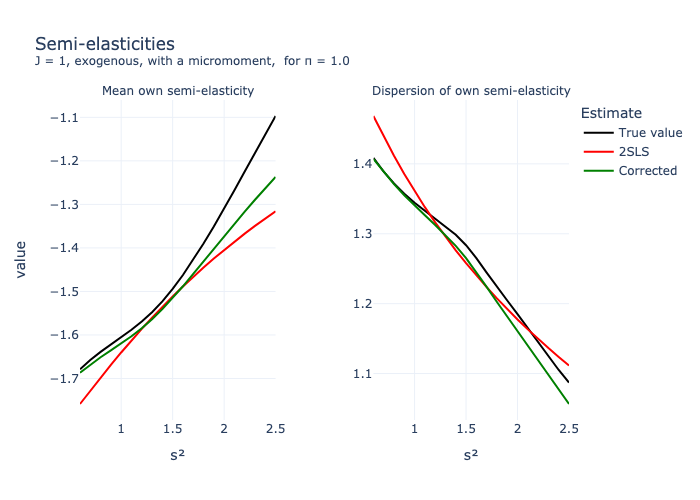 Semi-elasticities
J = 1, exogenous, with a micromoment,  for π = 1.0
Mean own semi-elasticity
Dispersion of own semi-elasticity
Estimate
True value
2SLS
Corrected
value
−1.1
−1.2
−1.3
−1.4
−1.5
−1.6
−1.7
1
1.5
2
2.5
s²
1.4
1.3
1.2
1.1
1
1.5
2
2.5
s²